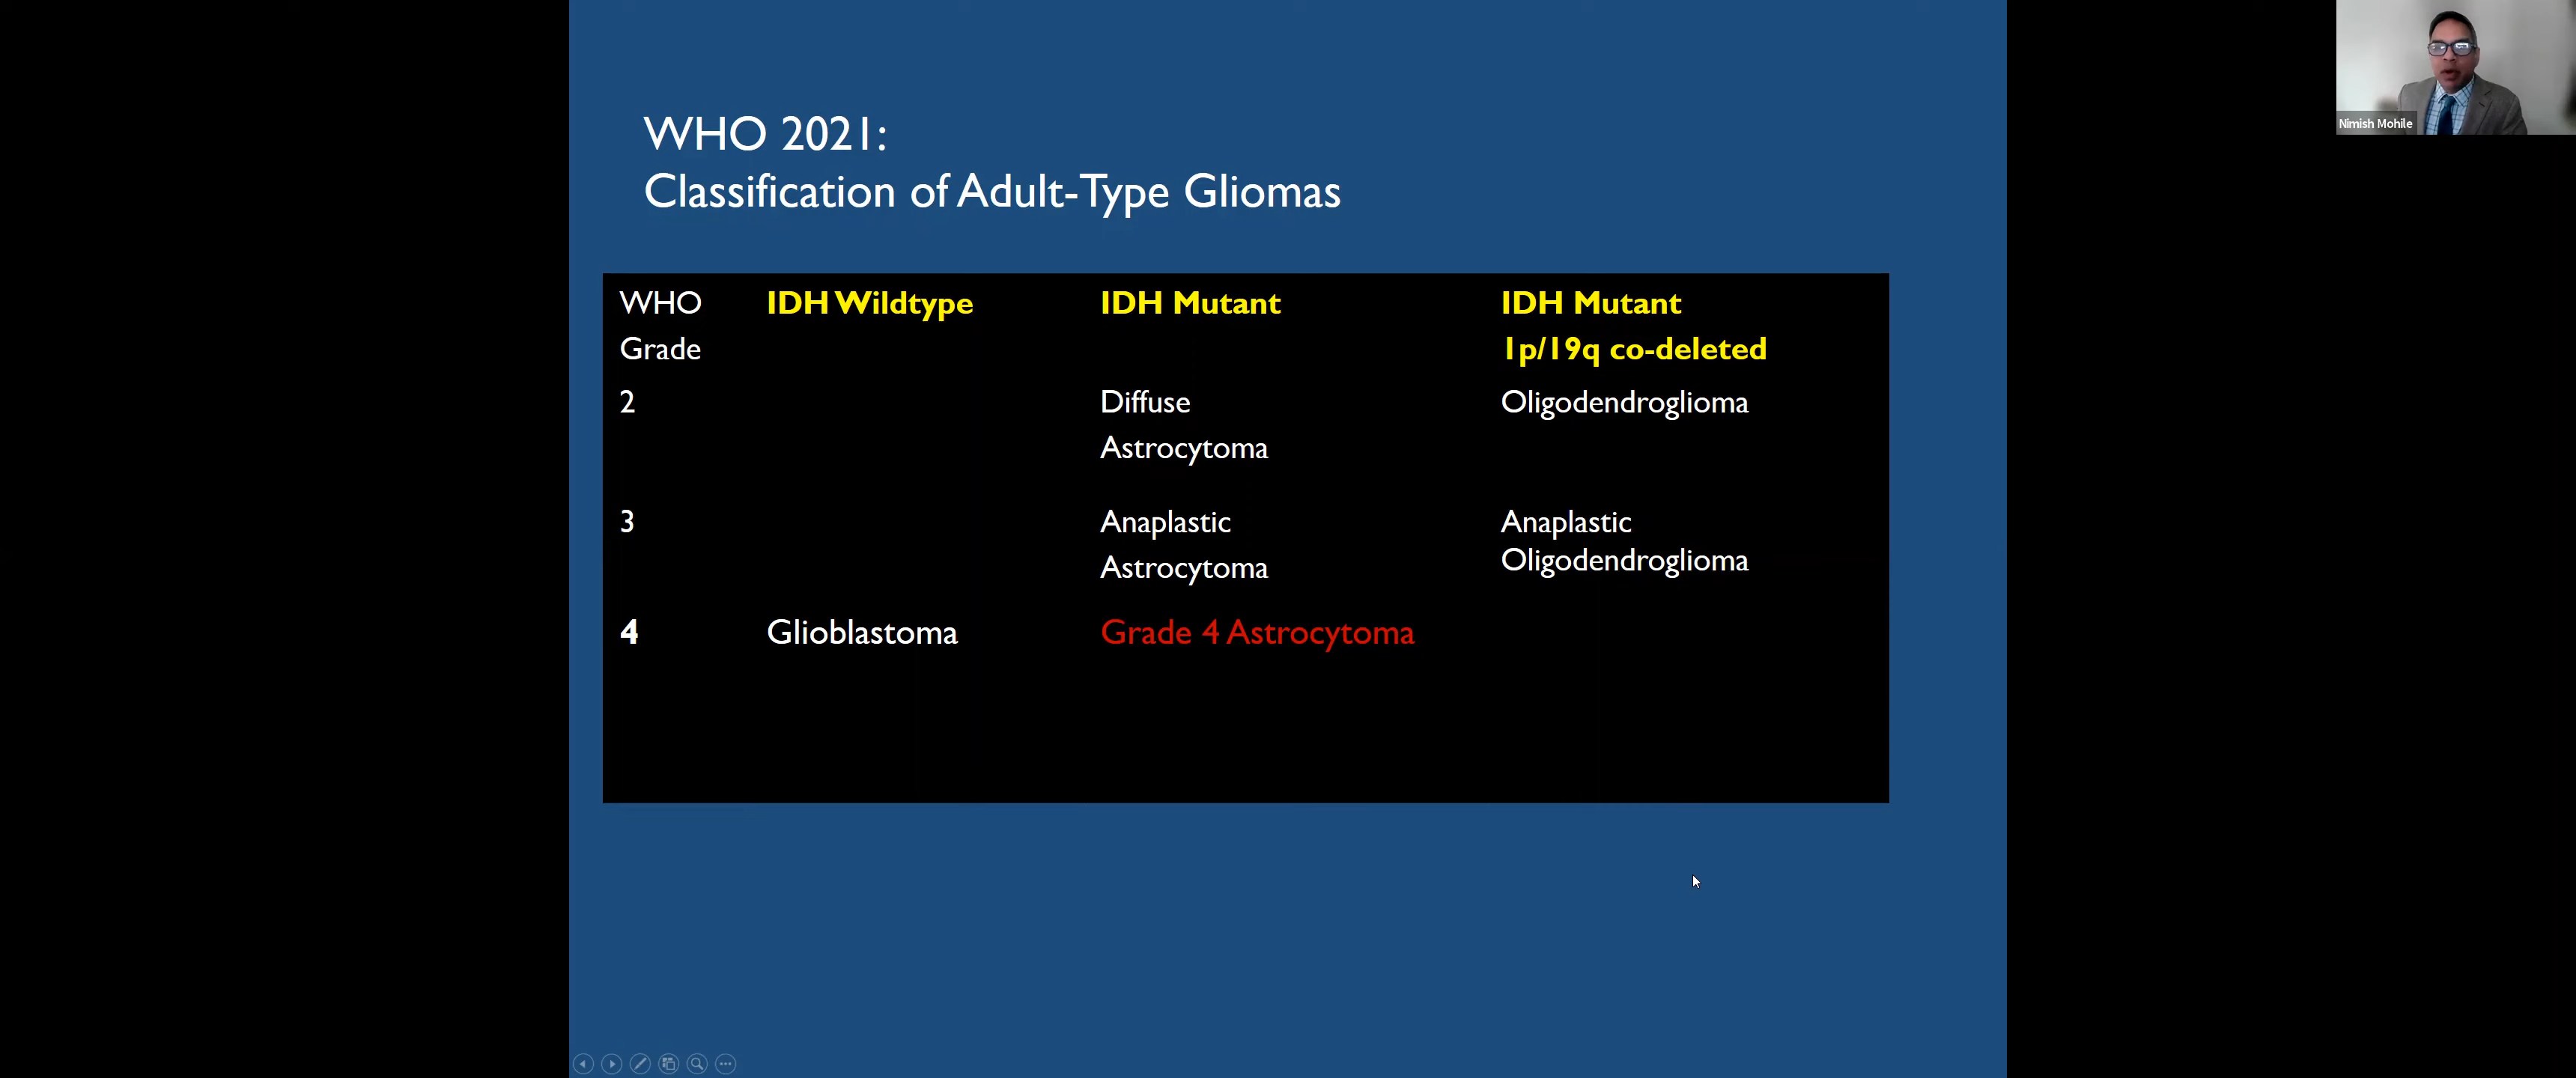 WHO 2021:
Classification of Adult-Type Gliomas
WHO Grade
IDH Wildtype
IDH Mutant
IDH Mutant
1p/19q co-deleted
2
Diffuse
Astrocytoma
Oligodendroglioma
3
Anaplastic
Astrocytoma
Anaplastic
Oligodendroglioma
4
Glioblastoma
Grade 4 Astrocytoma
Nimish Mohile